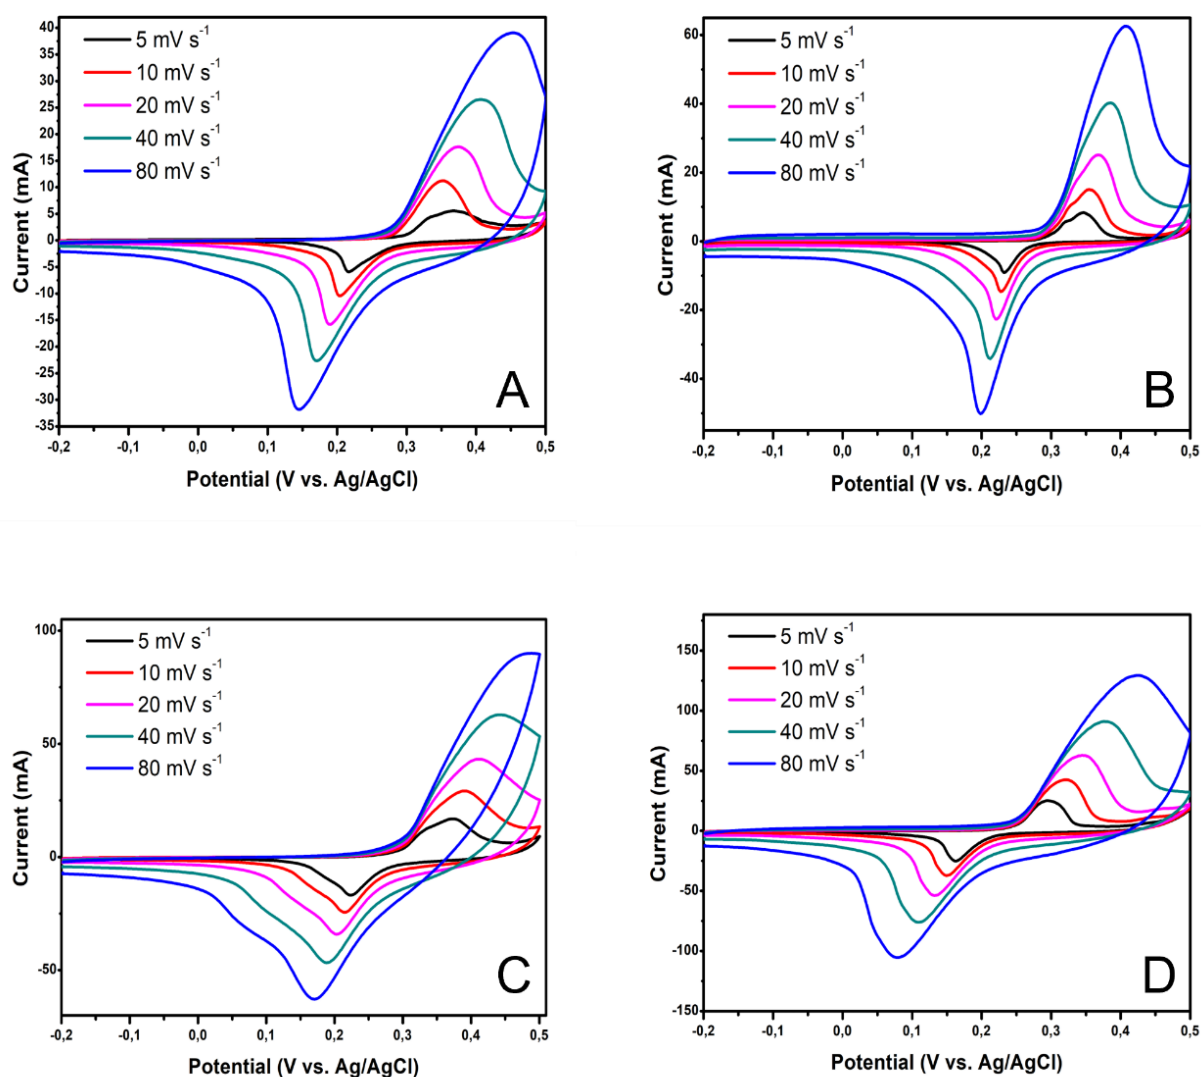 40
35
30
25
20
15
10
5
0
-5
-10
-15
-20
-25
-30
-35
Current (mA)
5 mV s⁻¹
10 mV s⁻¹
20 mV s⁻¹
40 mV s⁻¹
80 mV s⁻¹
A
-0,2 -0,1 0,0 0,1 0,2 0,3 0,4 0,5
Potential (V vs. Ag/AgCl)
60
40
20
0
-20
-40
Current (mA)
5 mV s⁻¹
10 mV s⁻¹
20 mV s⁻¹
40 mV s⁻¹
80 mV s⁻¹
B
-0,2 -0,1 0,0 0,1 0,2 0,3 0,4 0,5
Potential (V vs. Ag/AgCl)
100
50
0
-50
Current (mA)
5 mV s⁻¹
10 mV s⁻¹
20 mV s⁻¹
40 mV s⁻¹
80 mV s⁻¹
C
-0,2 -0,1 0,0 0,1 0,2 0,3 0,4 0,5
Potential (V vs. Ag/AgCl)
150
100
50
0
-50
-100
-150
Current (mA)
5 mV s⁻¹
10 mV s⁻¹
20 mV s⁻¹
40 mV s⁻¹
80 mV s⁻¹
D
-0,2 -0,1 0,0 0,1 0,2 0,3 0,4 0,5
Potential (V vs. Ag/AgCl)